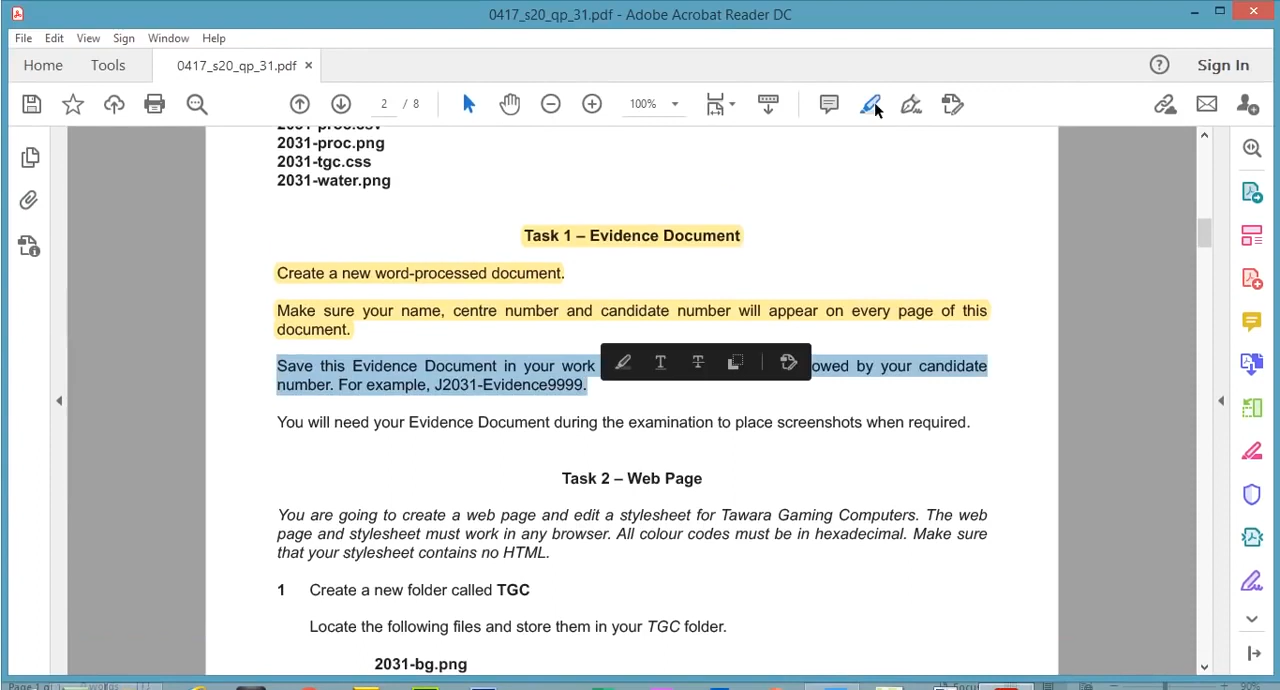 0417_s20_qp_31.pdf - Adobe Acrobat Reader DC
File Edit View Sign Window Help
Home Tools 0417_s20_qp_31.pdf × Sign In
2 / 8 100%
2031-proc.csv
2031-proc.png
2031-tgc.css
2031-water.png
Task 1 – Evidence Document
Create a new word-processed document.
Make sure your name, centre number and candidate number will appear on every page of this
document.
Save this Evidence Document in your work owed by your candidate
number. For example, J2031-Evidence9999.
You will need your Evidence Document during the examination to place screenshots when required.
Task 2 – Web Page
You are going to create a web page and edit a stylesheet for Tawara Gaming Computers. The web
page and stylesheet must work in any browser. All colour codes must be in hexadecimal. Make sure
that your stylesheet contains no HTML.
1 Create a new folder called TGC
Locate the following files and store them in your TGC folder.
2031-bg.png